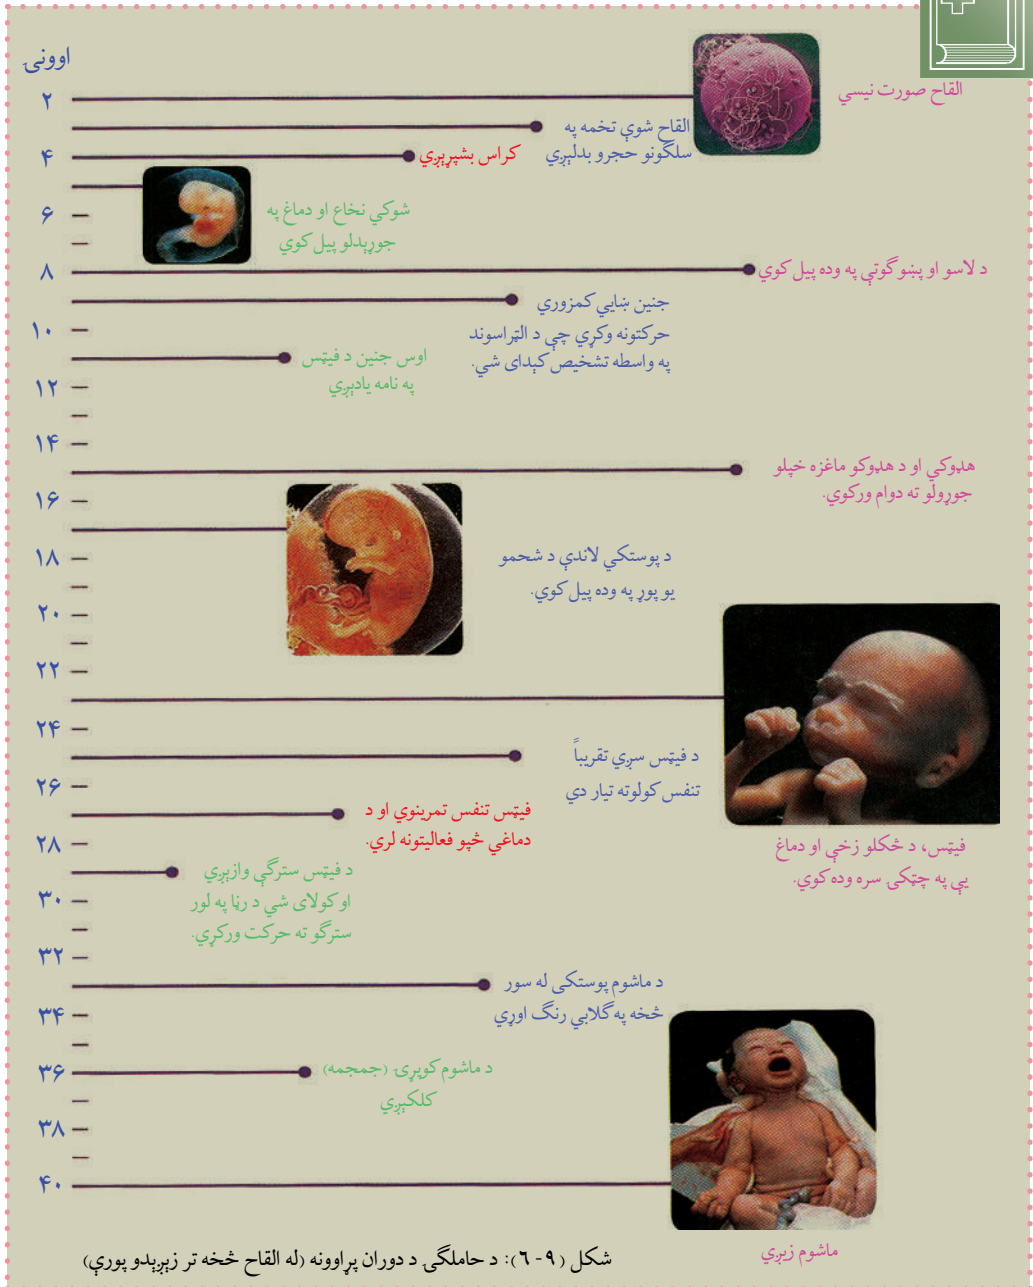 اوونۍ
۲
القاح صورت نیسي
القاح شوې تخمه په
سلګونو حجرو بدلېږي
۴
کراس بشپړېږي
شوکي نخاع او دماغ په
جوړېدلو پیل کوي
۶
۸
د لاسو او پښو ګوتې په وده پیل کوي
جنین ښايي کمزوري
حرکتونه وکړي چې د الټراسوند
په واسطه تشخیص کېدای شي.
۱۰
اوس جنین د فیټس
په نامه یادېږي
۱۲
۱۴
هډوکي او د هډوکو ماغزه خپلو
جوړولو ته دوام ورکوي.
۱۶
۱۸
د پوستکي لاندې د شحمو
یو پوړ په وده پیل کوي.
۲۰
۲۲
۲۴
د فیټس سږي تقریباً
تنفس کولوته تیار دي
۲۶
فیټس تنفس تمرینوي او د
دماغي څپو فعالیتونه لري.
۲۸
فیټس، د څکلو زخې او دماغ
یې په چټکۍ سره وده کوي.
د فیټس سترګې وازېږي
او کولای شي د رڼا په لور
سترګو ته حرکت ورکړي.
۳۰
۳۲
د ماشوم پوستکی له سور
څخه په ګلابي رنګ اوړي
۳۴
۳۶
د ماشوم کوپړۍ (جمجمه)
کلکېږي
۳۸
۴۰
ماشوم زېږي
شکل (۹-٦): د حاملګۍ د دوران پړاوونه (له القاح څخه تر زېږېدو پورې)